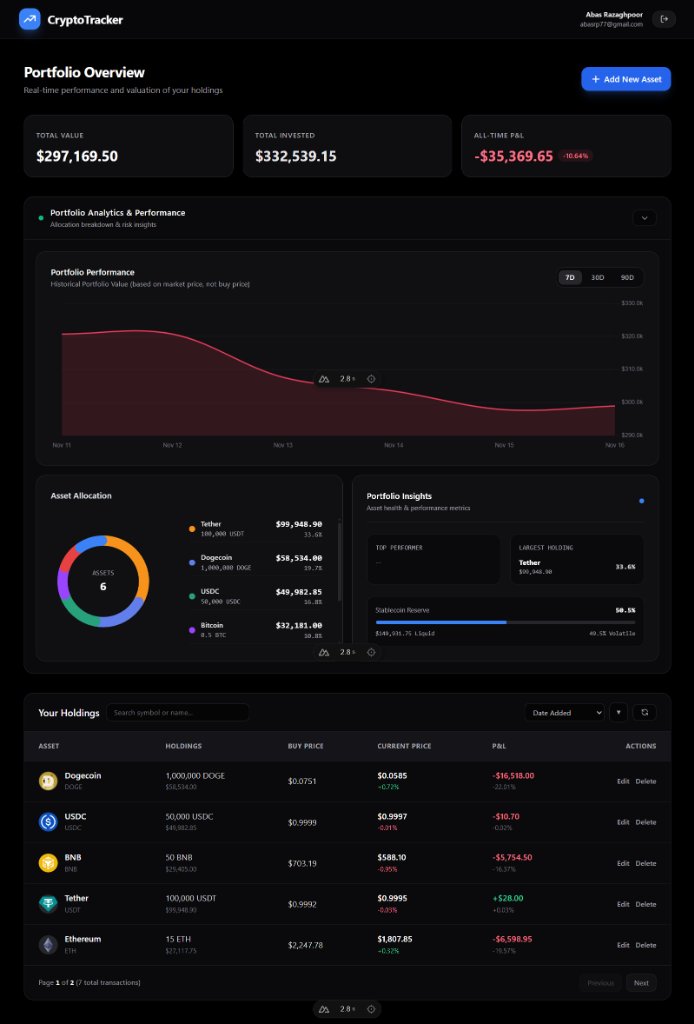 CryptoTracker
Abas Razaghpoor
abasrp77@gmail.com
Portfolio Overview
Real-time performance and valuation of your holdings
+ Add New Asset
TOTAL VALUE
$297,169.50
TOTAL INVESTED
$332,539.15
ALL-TIME P&L
-$35,369.65 -10.64%
Portfolio Analytics & Performance
Allocation breakdown & risk insights
Portfolio Performance
Historical Portfolio Value (based on market price, not buy price)
7D 30D 90D
$330.0k
$320.0k
$310.0k
$300.0k
$290.0k
2.8 s
Nov 11 Nov 12 Nov 13 Nov 14 Nov 15 Nov 16
Asset Allocation
ASSETS
6
Tether $99,948.90
100,000 USDT 33.6%
Dogecoin $58,534.00
1,000,000 DOGE 19.7%
USDC $49,982.85
50,000 USDC 16.8%
Bitcoin $32,181.00
0.5 BTC 10.8%
Portfolio Insights
Asset health & performance metrics
TOP PERFORMER
LARGEST HOLDING
Tether 33.6%
$99,948.90
Stablecoin Reserve 50.5%
$149,931.75 Liquid 49.5% Volatile
2.8 s
Your Holdings
Search symbol or name...
Date Added
ASSET HOLDINGS BUY PRICE CURRENT PRICE P&L ACTIONS
Dogecoin 1,000,000 DOGE $0.0751 $0.0585 -$16,518.00 Edit Delete
DOGE $58,534.00 +0.72% -22.01%
USDC 50,000 USDC $0.9999 $0.9997 -$10.70 Edit Delete
USDC $49,982.85 -0.01% -0.02%
BNB 50 BNB $703.19 $588.10 -$5,754.50 Edit Delete
BNB $29,405.00 -0.95% -16.37%
Tether 100,000 USDT $0.9992 $0.9995 +$28.00 Edit Delete
USDT $99,948.90 -0.03% +0.03%
Ethereum 15 ETH $2,247.78 $1,807.85 -$6,598.95 Edit Delete
ETH $27,117.75 +0.32% -19.57%
Page 1 of 2 (7 total transactions)
Previous Next
2.8 s